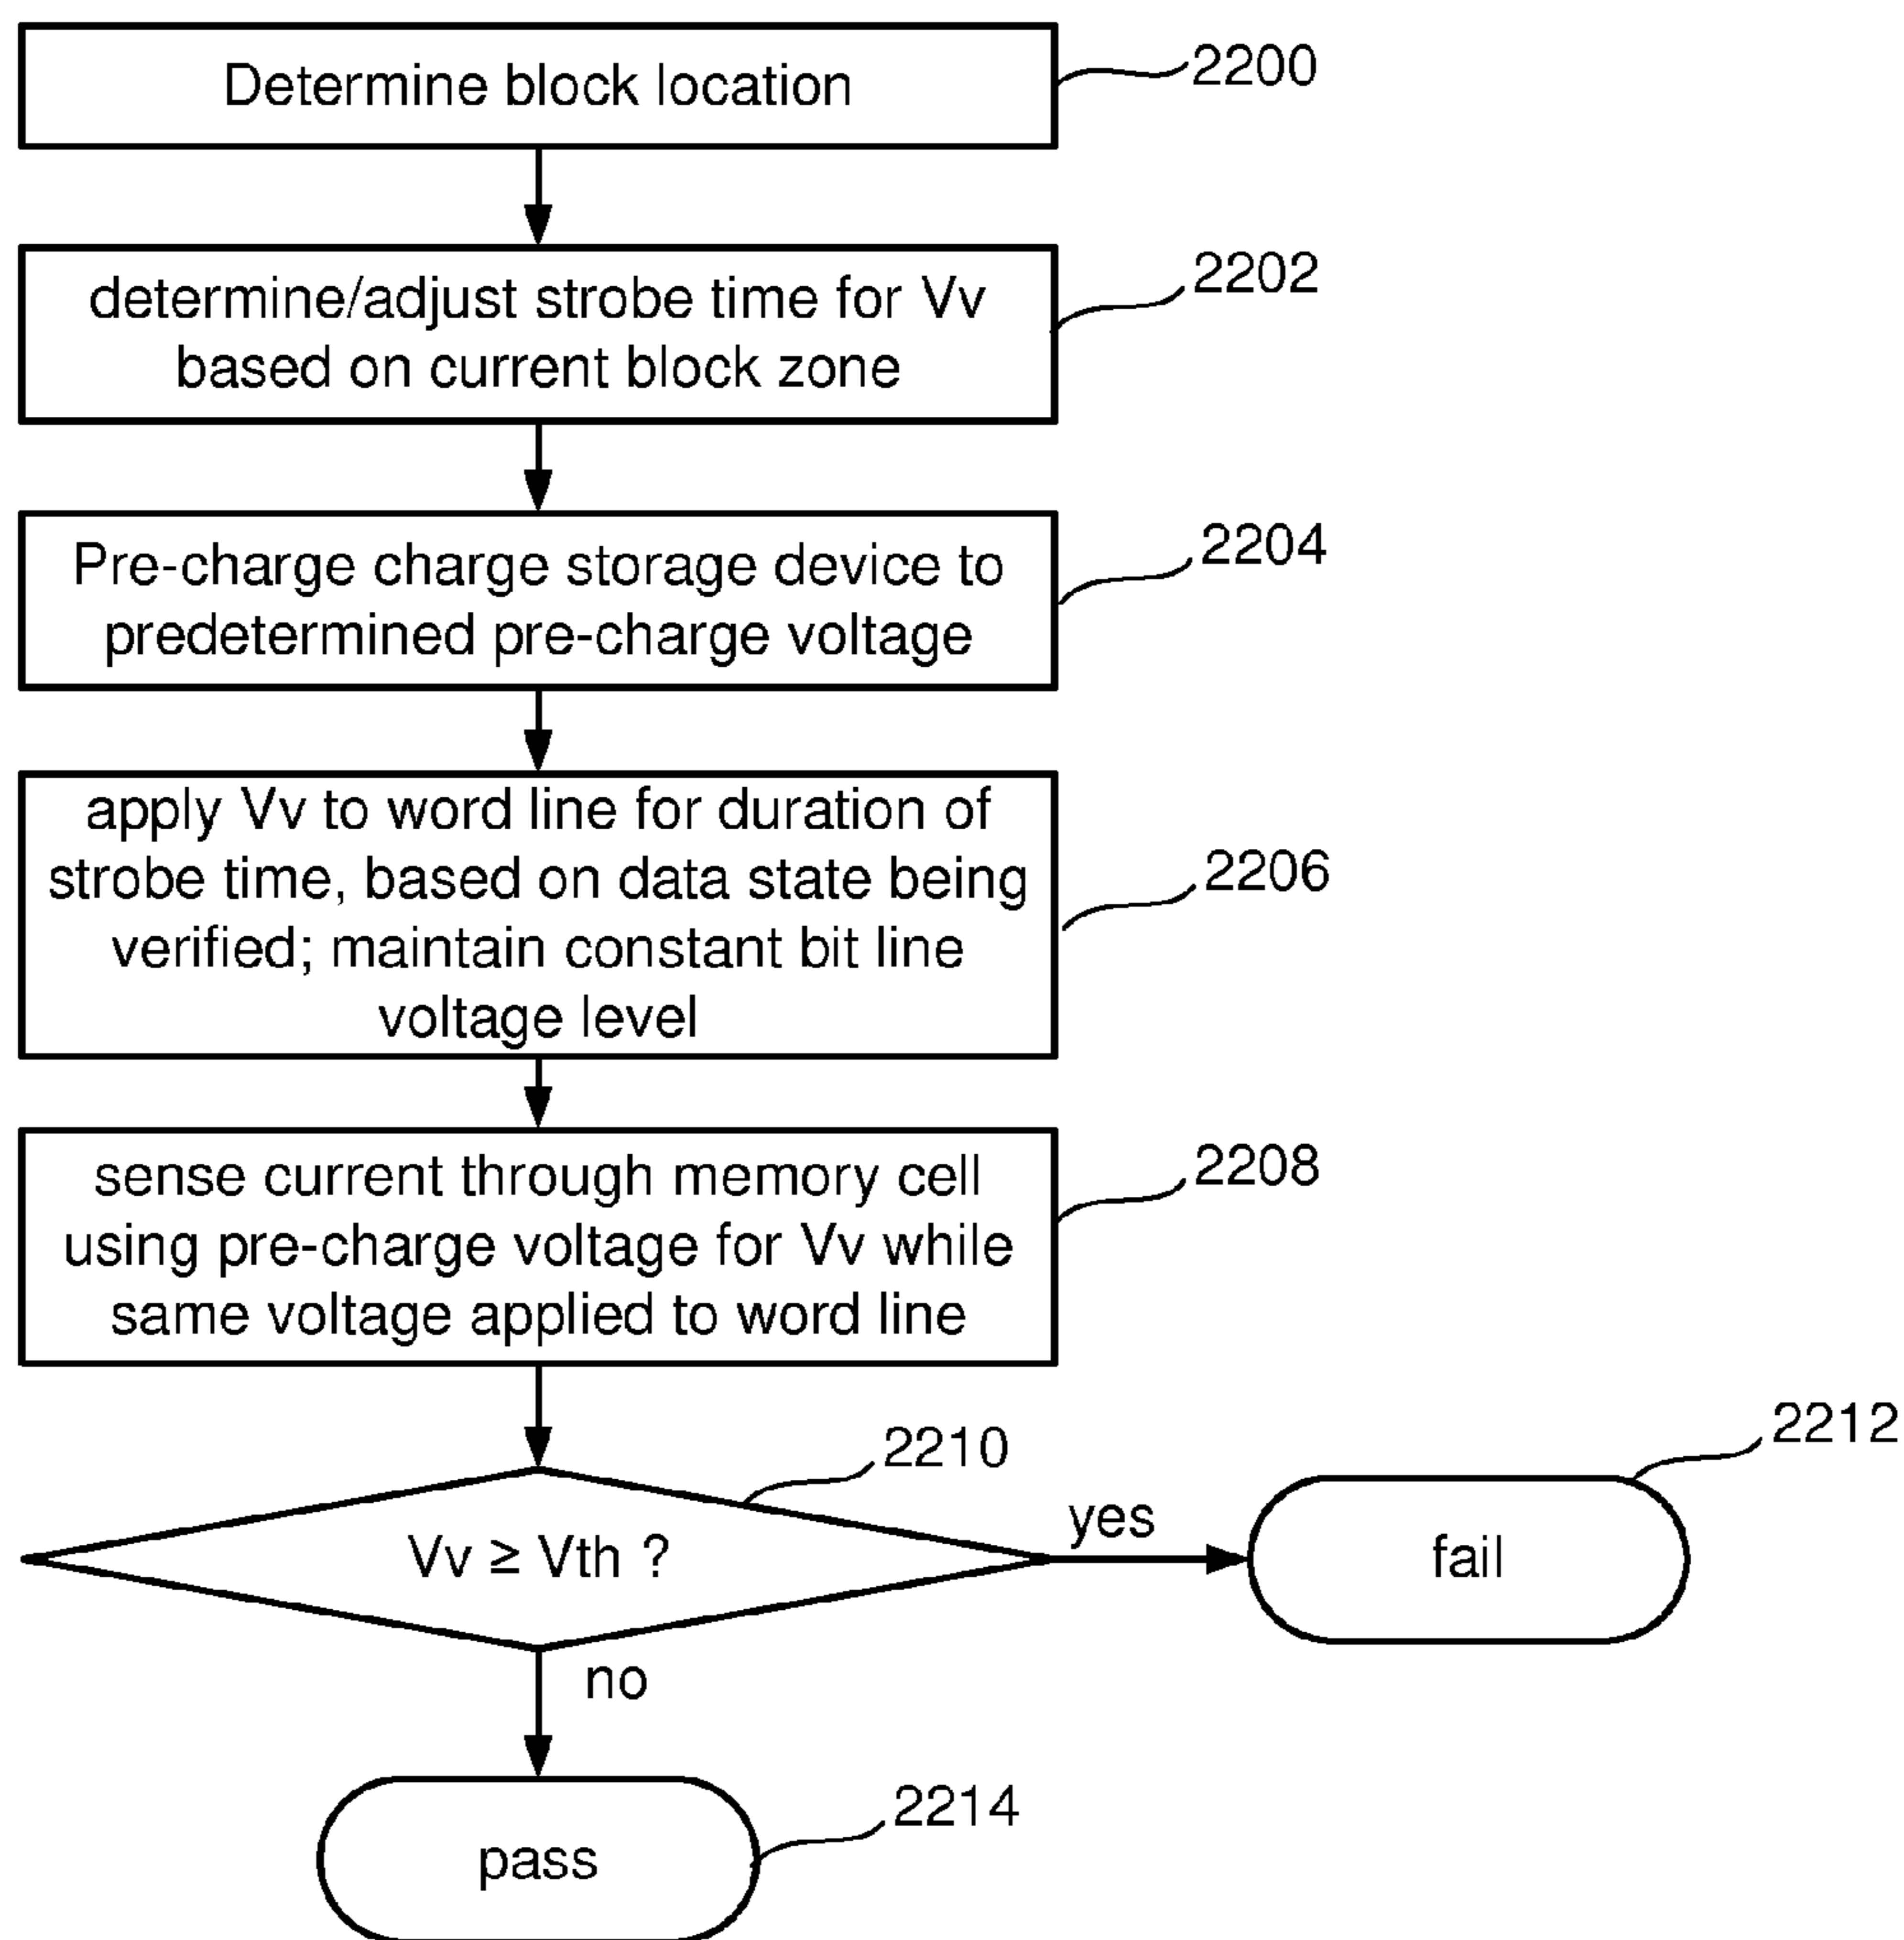 Determine block location
2200
determine/adjust strobe time for Vv
based on current block zone
2202
Pre-charge charge storage device to
predetermined pre-charge voltage
2204
apply Vv to word line for duration of
strobe time, based on data state being
verified; maintain constant bit line
voltage level
2206
sense current through memory cell
using pre-charge voltage for Vv while
same voltage applied to word line
2208
Vv ≥ Vth ?
2210
yes
fail
2212
no
pass
2214